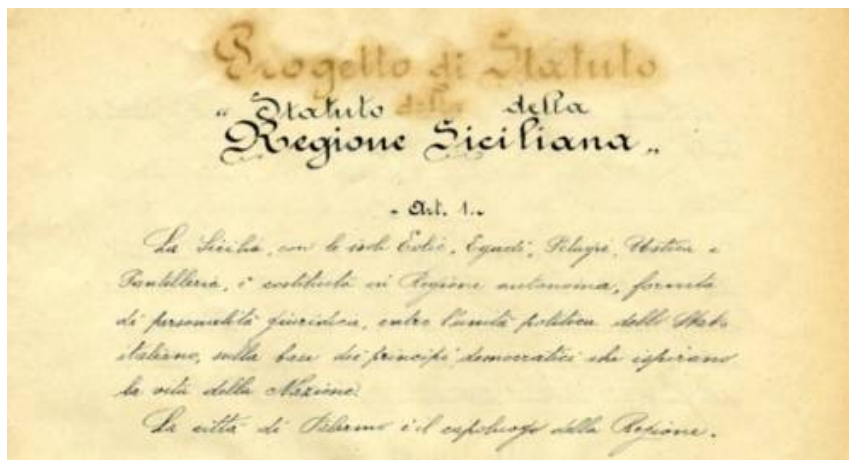 Progetto di Statuto
"Statuto della della
Regione Siciliana„
- Art. 1.-
La Sicilia, con le isole Eolie, Egadi, Pelagie, Ustica e
Pantelleria, è costituita in Regione autonoma, fornita
di personalità giuridica, entro l'unità politica dello Stato
italiano, sulla base dei principi democratici che ispirano
la vita della Nazione.
La città di Palermo è il capoluogo della Regione.